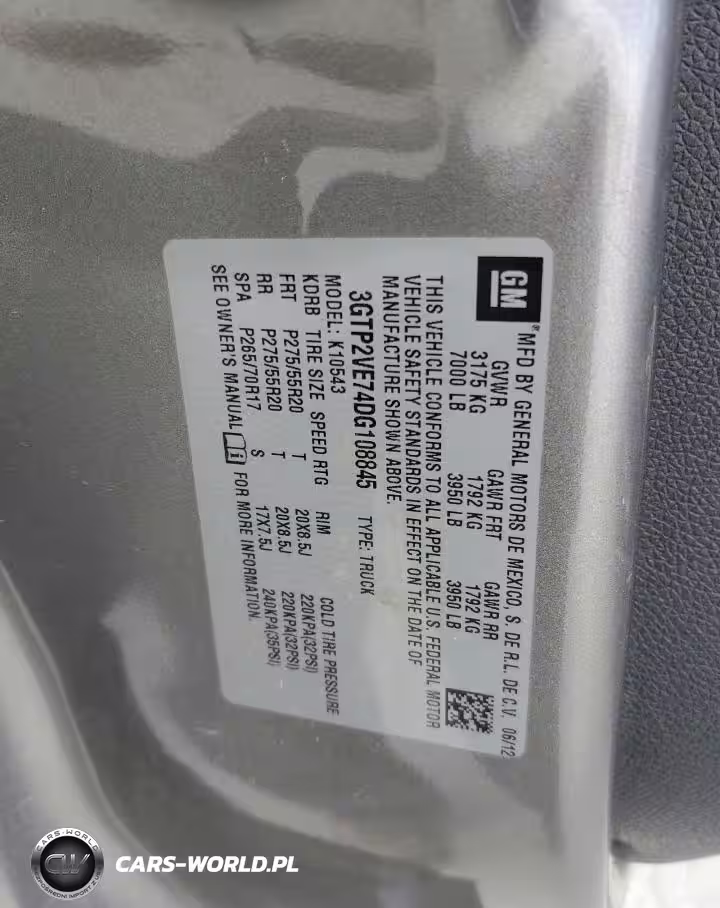 GM
® MFD BY GENERAL MOTORS DE MEXICO, S. DE R.L. DE C.V. 06/12
GVWR GAWR FRT GAWR RR
3175 KG 1792 KG 1792 KG
7000 LB 3950 LB 3950 LB
THIS VEHICLE CONFORMS TO ALL APPLICABLE U.S. FEDERAL MOTOR
VEHICLE SAFETY STANDARDS IN EFFECT ON THE DATE OF
MANUFACTURE SHOWN ABOVE.
3GTP2VE74DG108845 TYPE: TRUCK
MODEL: K10543
KDRB TIRE SIZE SPEED RTG RIM COLD TIRE PRESSURE
FRT P275/55R20 T 20X8.5J 220KPA(32PSI)
RR P275/55R20 T 20X8.5J 220KPA(32PSI)
SPA P265/70R17 S 17X7.5J 240KPA(35PSI)
SEE OWNER'S MANUAL FOR MORE INFORMATION.
CARS-WORLD
CW
CARS-WORLD.PL